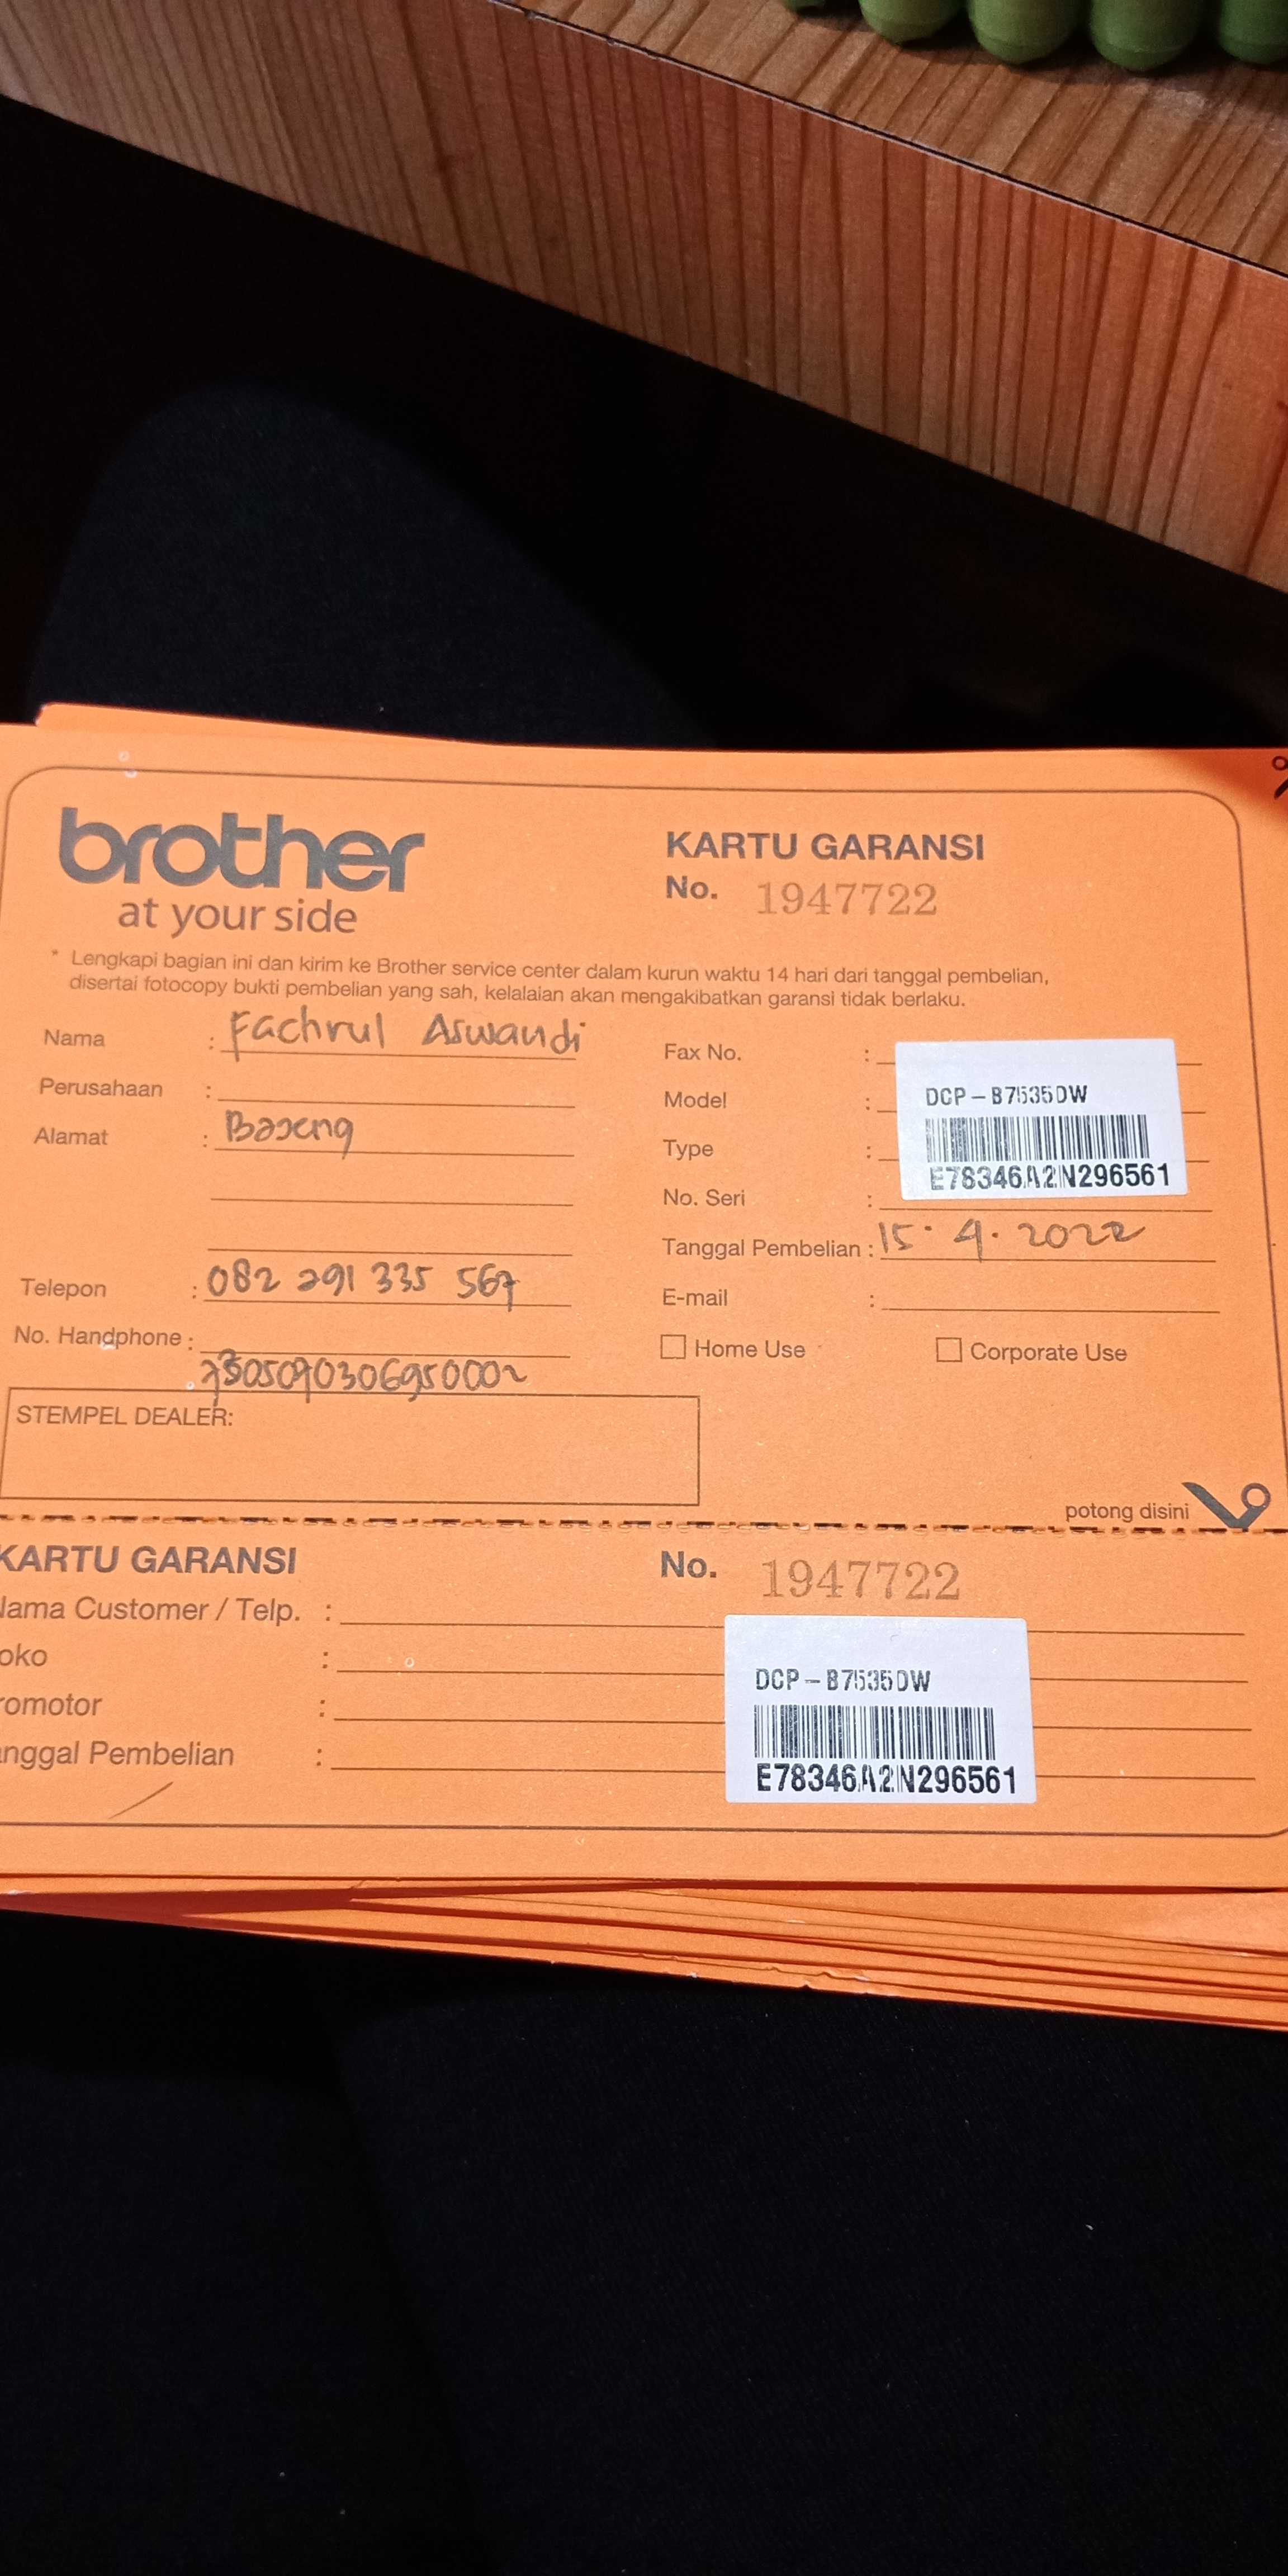 brother
at your side
KARTU GARANSI
No. 1947722
* Lengkapi bagian ini dan kirim ke Brother service center dalam kurun waktu 14 hari dari tanggal pembelian,
disertai fotocopy bukti pembelian yang sah, kelalaian akan mengakibatkan garansi tidak berlaku.
Nama : Fachrul Aswandi
Perusahaan :
Alamat :
Telepon : 082 291 335 567
No. Handphone :
7305090306950002
STEMPEL DEALER:
Fax No. :
Model :
Type :
No. Seri :
DCP-B7535DW
E78346A2N296561
Tanggal Pembelian : 15.4.2022
E-mail :
Home Use
Corporate Use
potong disini
KARTU GARANSI
No. 1947722
Nama Customer / Telp. :
oko :
romotor :
anggal Pembelian :
DCP-B7535DW
E78346A2N296561